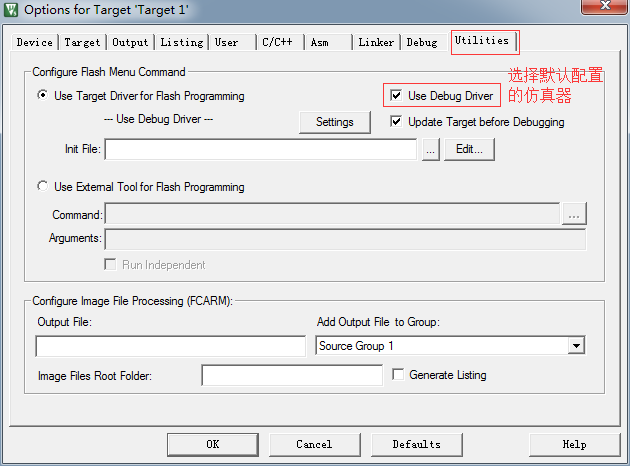 Options for Target 'Target 1'
Device Target Output Listing User C/C++ Asm Linker Debug Utilities
Configure Flash Menu Command
选择默认配置
的仿真器
Use Target Driver for Flash Programming
Use Debug Driver
--- Use Debug Driver ---
Settings
Update Target before Debugging
Init File:
...
Edit...
Use External Tool for Flash Programming
Command:
...
Arguments:
Run Independent
Configure Image File Processing (FCARM):
Output File:
Add Output File to Group:
Source Group 1
Image Files Root Folder:
Generate Listing
OK
Cancel
Defaults
Help